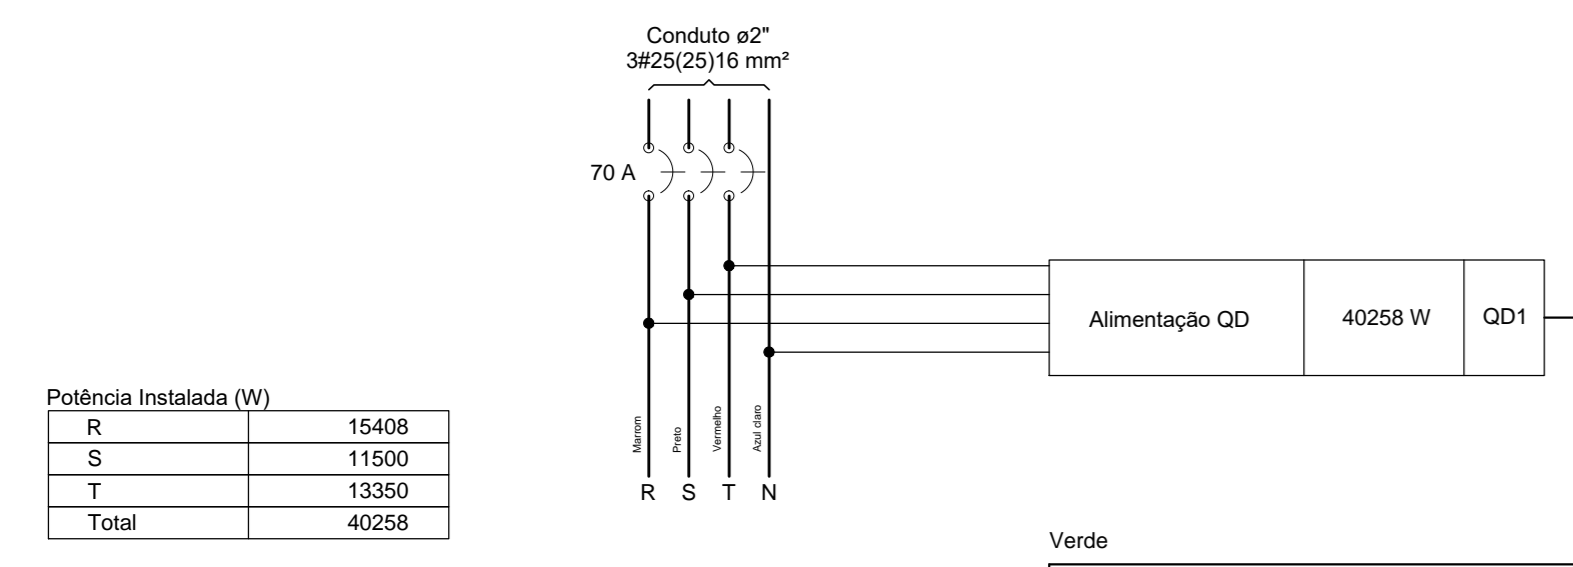 Conduto ø2"
3#25(25)16 mm²
70 A
Alimentação QD 40258 W QD1
Potência Instalada (W)
R 15408
S 11500
T 13350
Total 40258
Marrom
Preto
Vermelho
Azul claro
R S T N
Verde